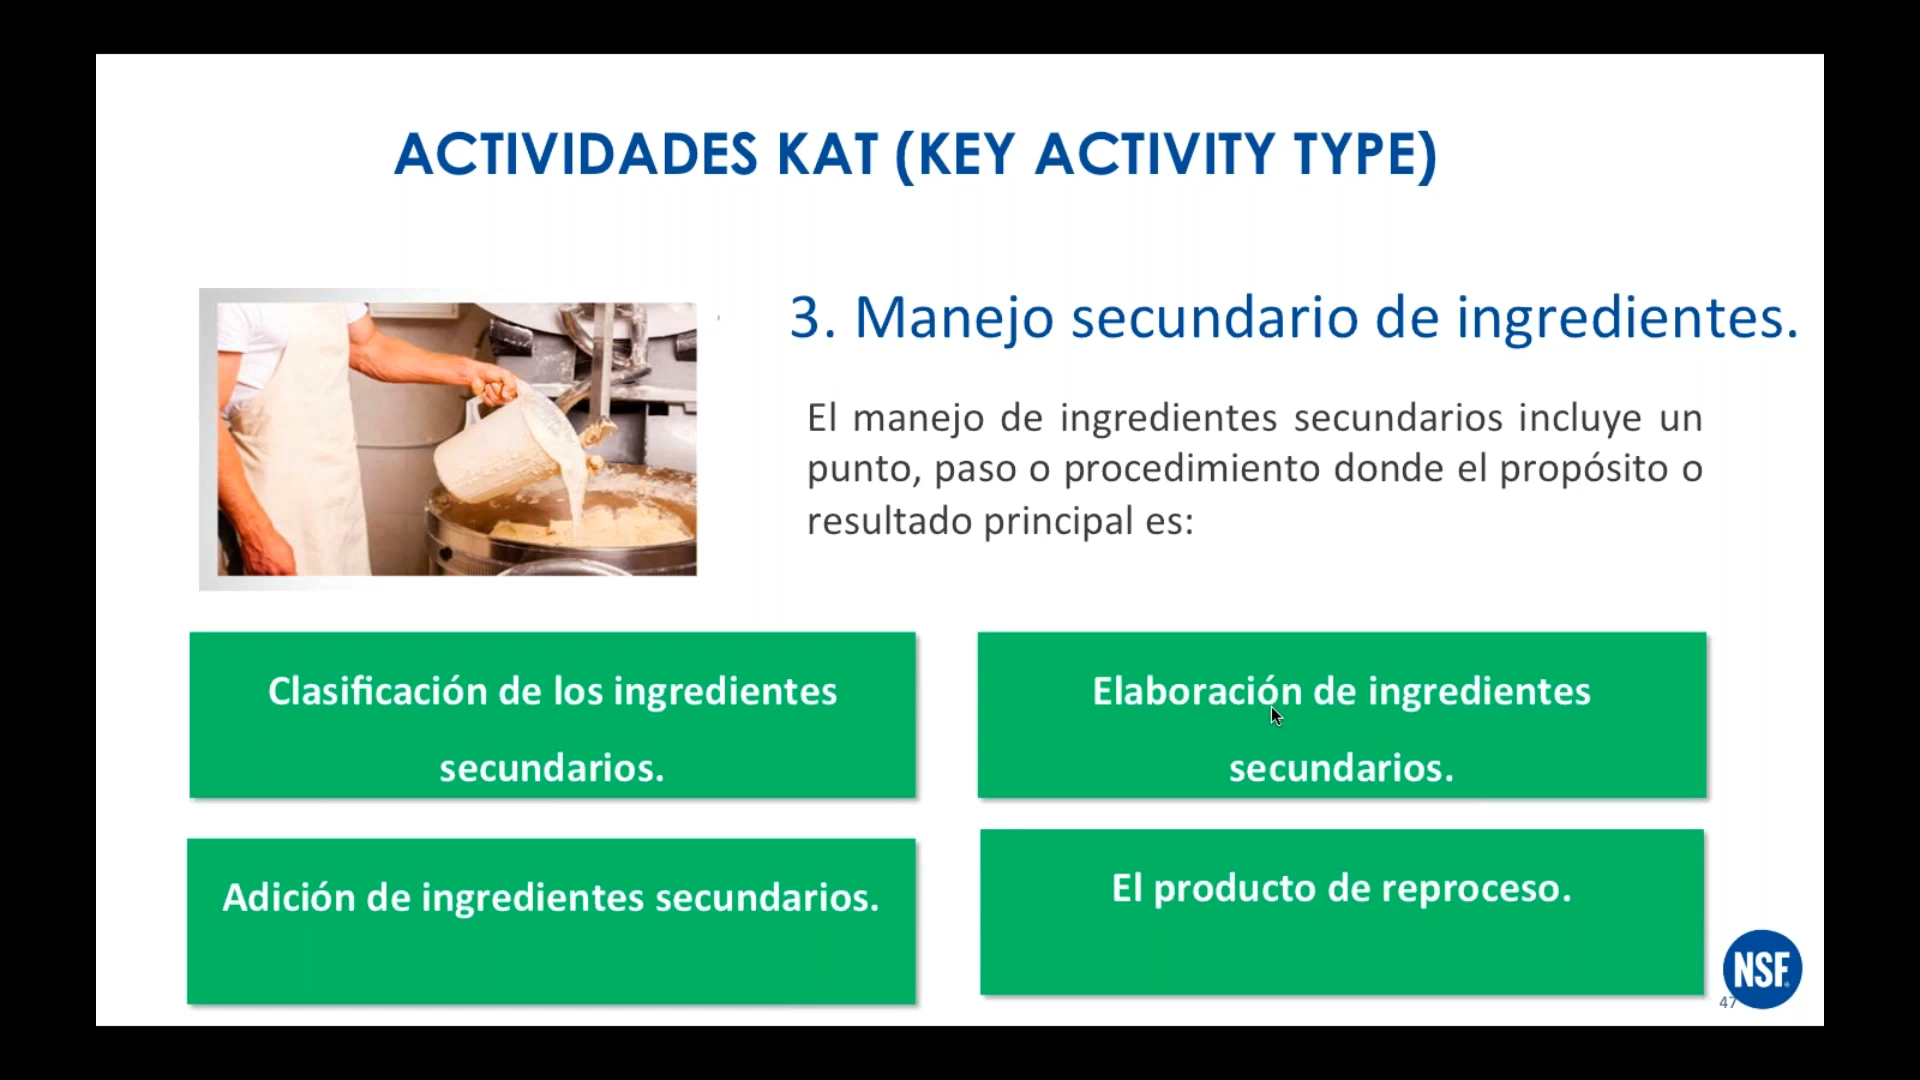 ACTIVIDADES KAT (KEY ACTIVITY TYPE)
3. Manejo secundario de ingredientes.
El manejo de ingredientes secundarios incluye un
punto, paso o procedimiento donde el propósito o
resultado principal es:
Clasificación de los ingredientes
secundarios.
Elaboración de ingredientes
secundarios.
Adición de ingredientes secundarios.
El producto de reproceso.
NSF
47